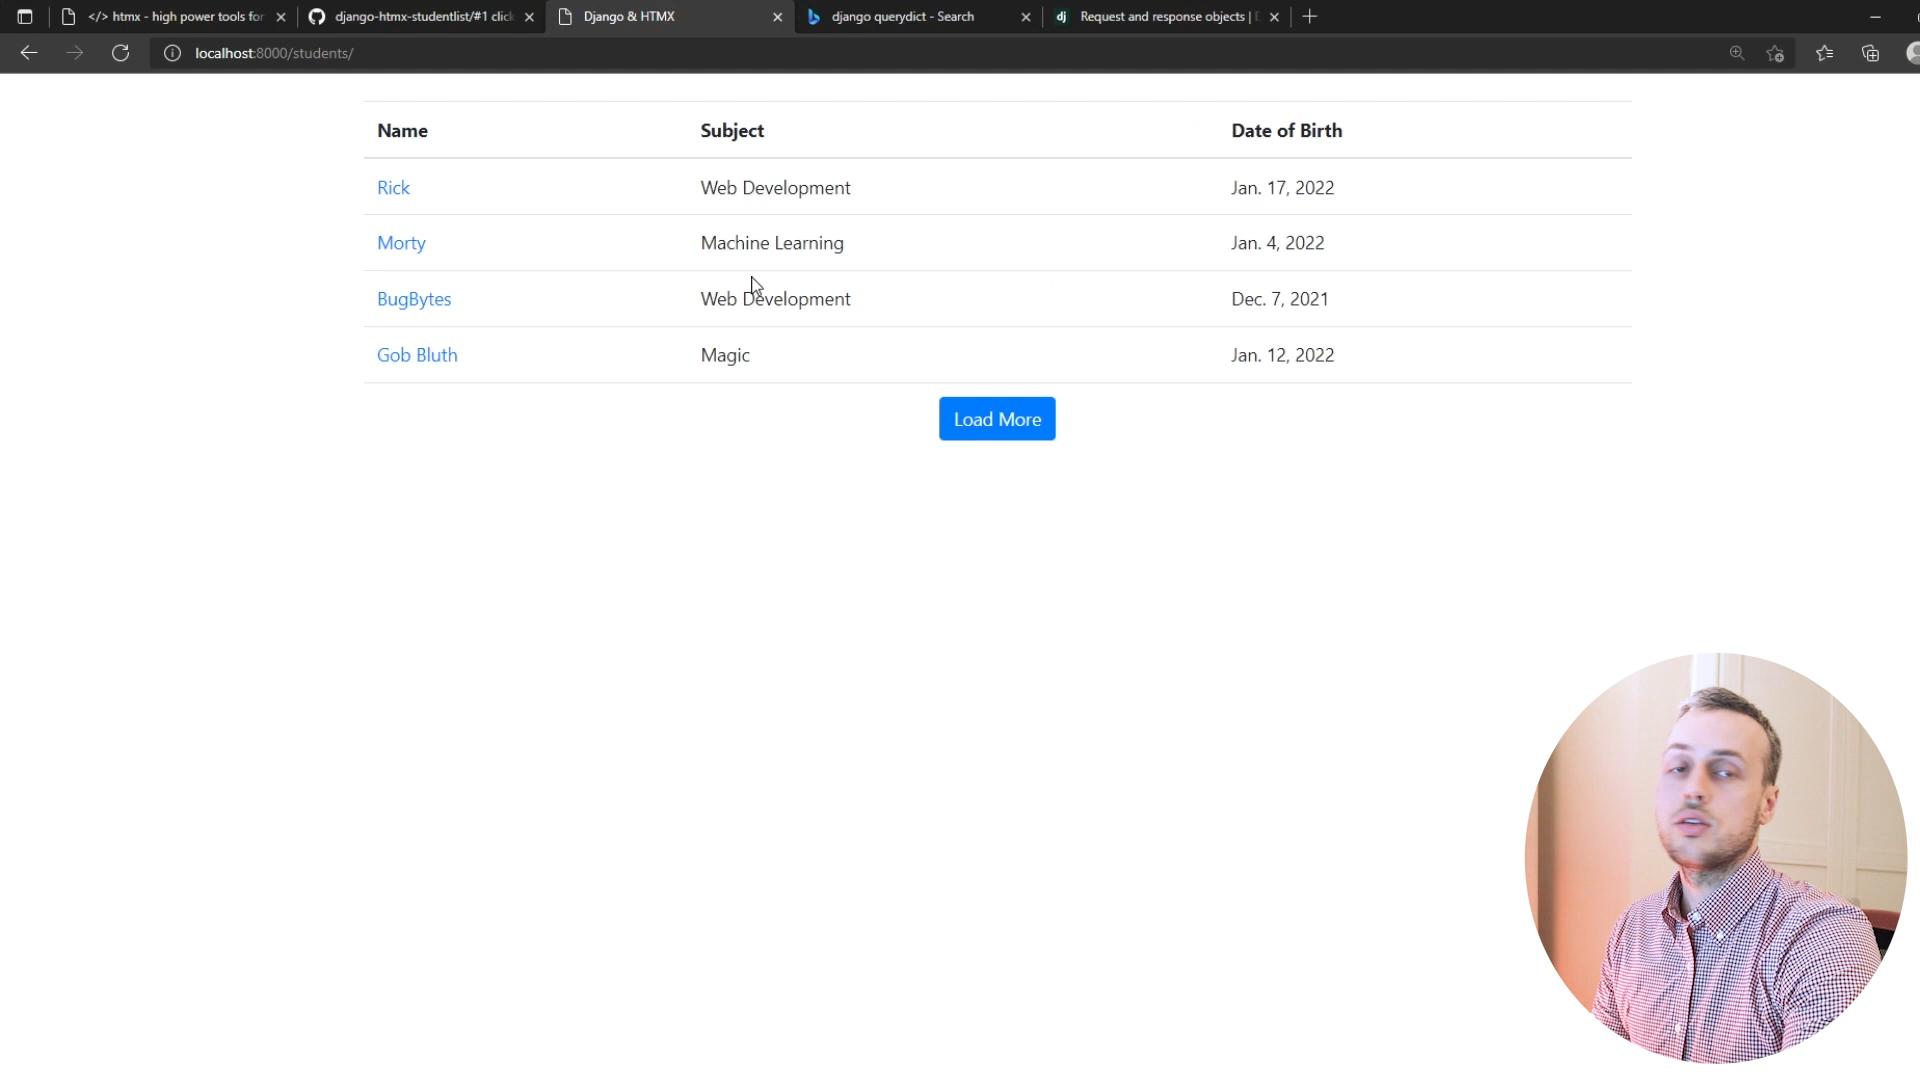 </> htmx - high power tools for
django-htmx-studentlist/#1 click
Django & HTMX
django querydict - Search
dj Request and response objects |
localhost:8000/students/
Name Subject Date of Birth
Rick Web Development Jan. 17, 2022
Morty Machine Learning Jan. 4, 2022
BugBytes Web Development Dec. 7, 2021
Gob Bluth Magic Jan. 12, 2022
Load More